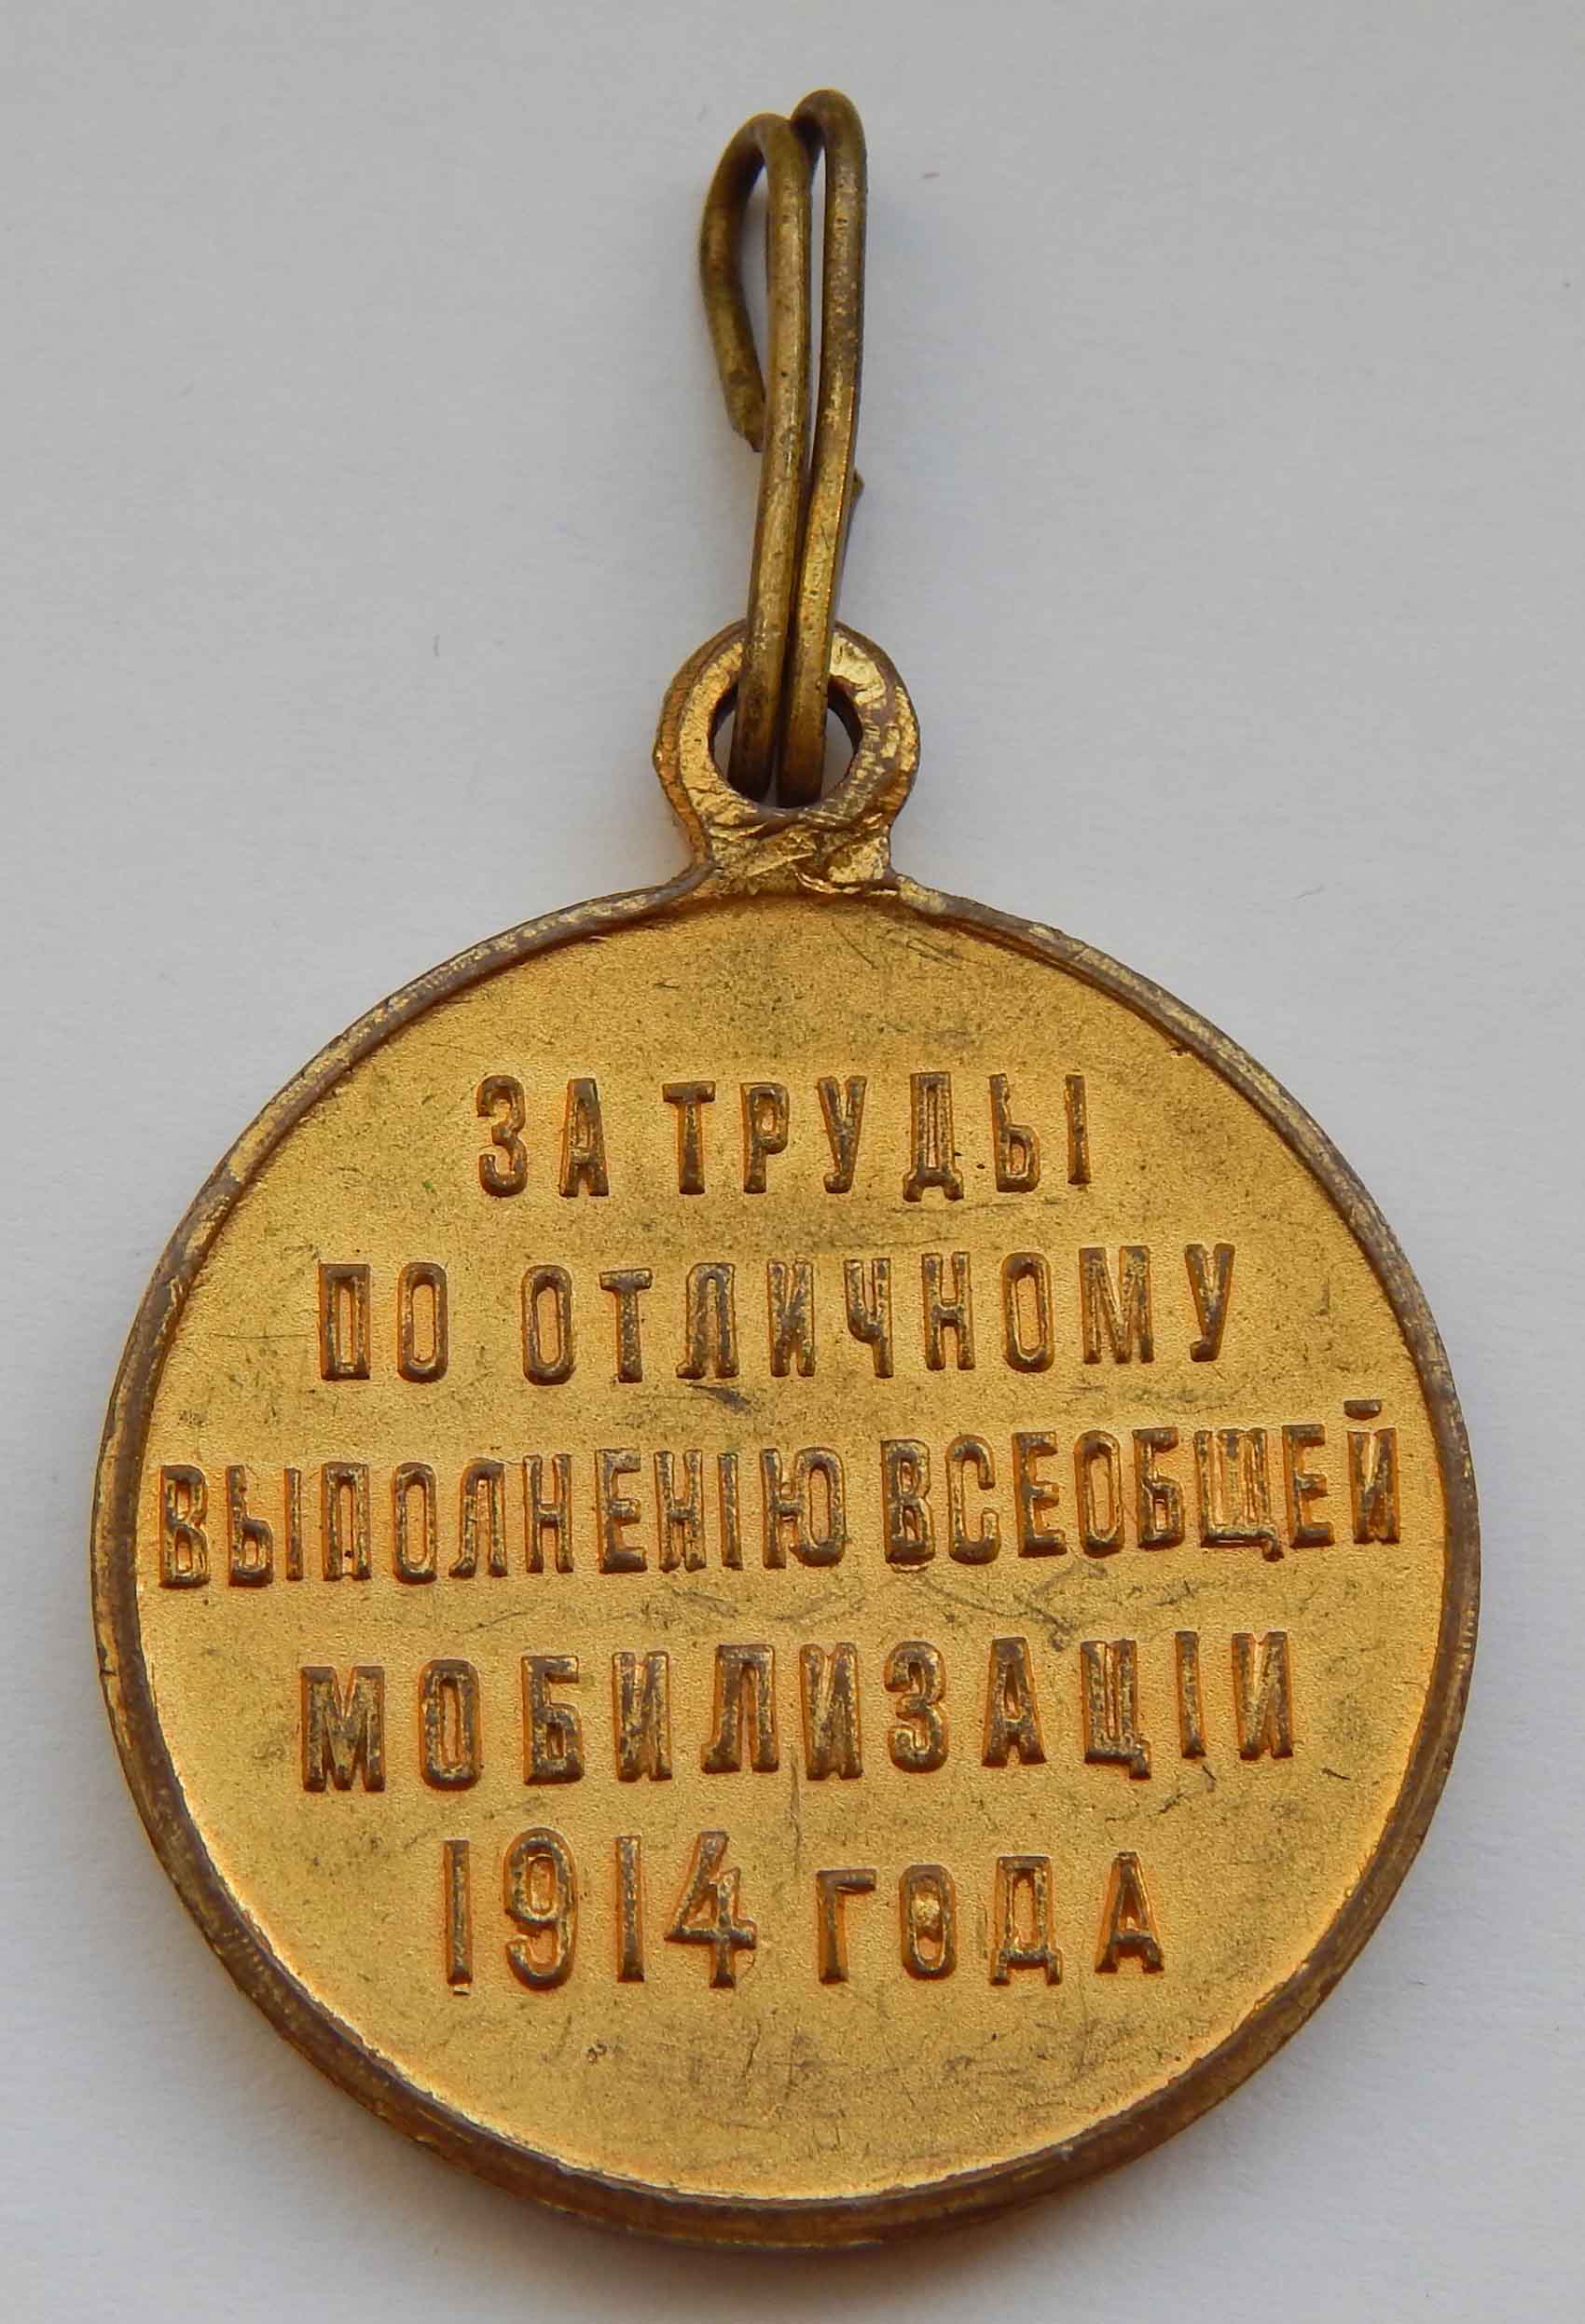 ЗА ТРУДЫ
ПО ОТЛИЧНОМУ
ВЫПОЛНЕНІЮ ВСЕОБЩЕЙ
МОБИЛИЗАЦІИ
1914 ГОДА